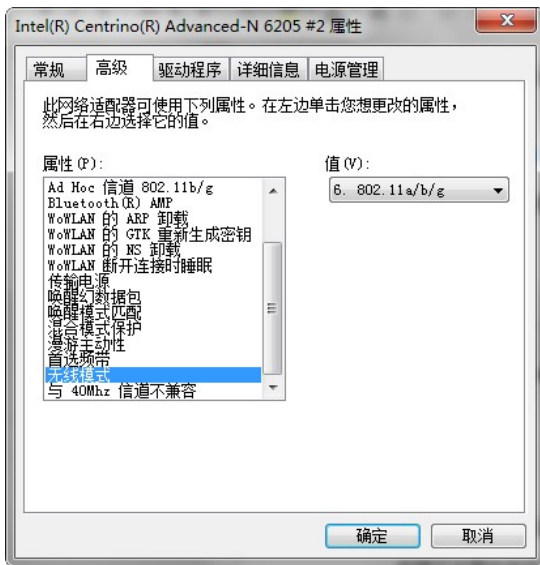 Intel(R) Centrino(R) Advanced-N 6205 #2 属性
常规 高级 驱动程序 详细信息 电源管理
此网络适配器可使用下列属性。在左边单击您想更改的属性，
然后在右边选择它的值。
属性(P):
值(V):
Ad Hoc 信道 802.11b/g
6. 802.11a/b/g
Bluetooth(R) AMP
WoWLAN 的 ARP 卸载
WoWLAN 的 GTK 重新生成密钥
WoWLAN 的 NS 卸载
WoWLAN 断开连接时睡眠
传输电源
唤醒幻数据包
唤醒模式匹配
混合模式保护
漫游主动性
首选频带
无线模式
与 40Mhz 信道不兼容
确定 取消